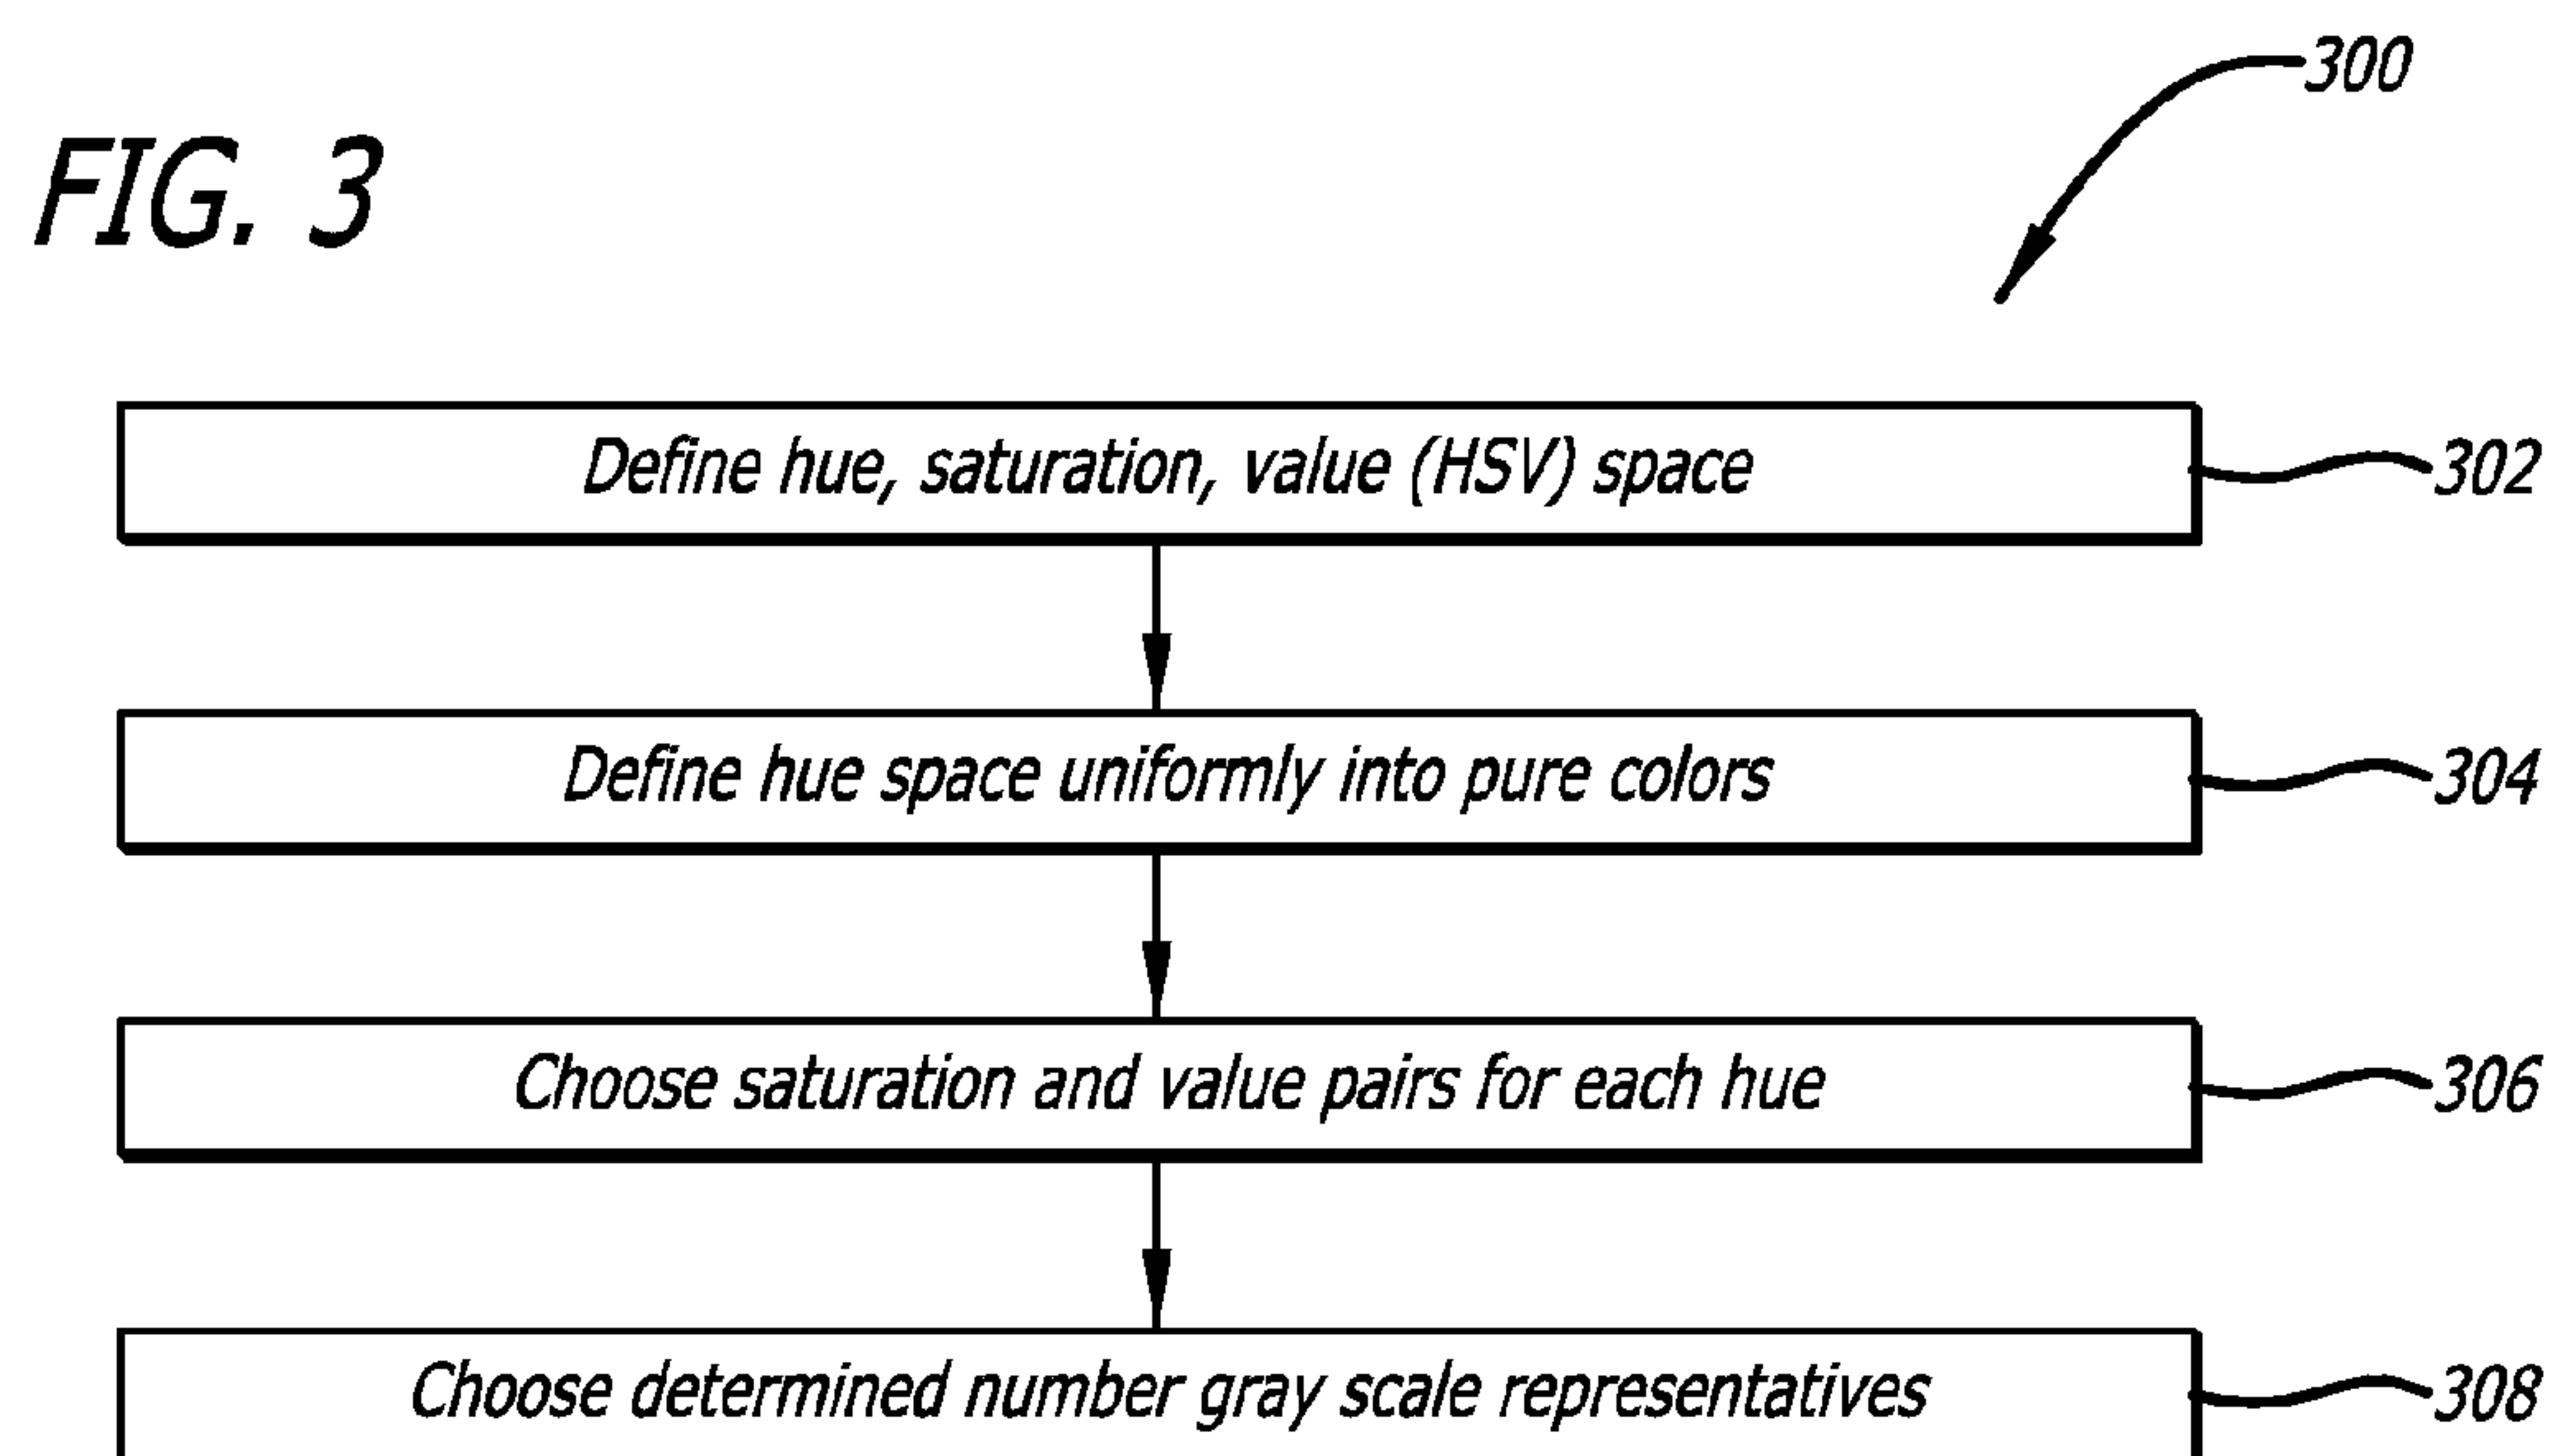 300
FIG. 3
Define hue, saturation, value (HSV) space
302
Define hue space uniformly into pure colors
304
Choose saturation and value pairs for each hue
306
Choose determined number gray scale representatives
308